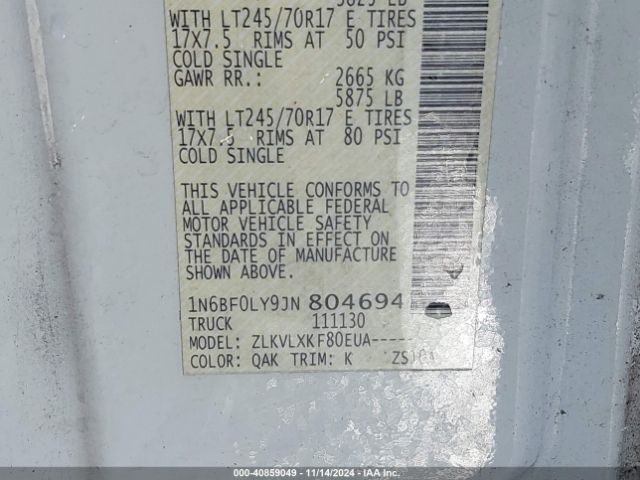 5825 LB
WITH LT245/70R17 E TIRES
17X7.5 RIMS AT 50 PSI
COLD SINGLE
GAWR RR.: 2665 KG
5875 LB
WITH LT245/70R17 E TIRES
17X7.5 RIMS AT 80 PSI
COLD SINGLE
THIS VEHICLE CONFORMS TO
ALL APPLICABLE FEDERAL
MOTOR VEHICLE SAFETY
STANDARDS IN EFFECT ON
THE DATE OF MANUFACTURE
SHOWN ABOVE.
1N6BF0LY9JN 804694
TRUCK 111130
MODEL: ZLKVLXKF80EUA-----
COLOR: QAK TRIM: K
000-40859049 — 11/14/2024 — IAA Inc.